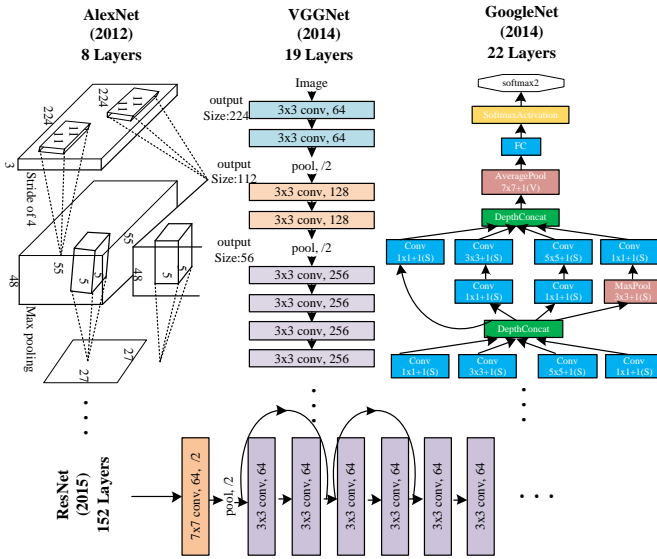 AlexNet
(2012)
8 Layers
224
11
11
11
11
224
3
Stride of 4
55
55
5
5
48
55
5
5
48
Max pooling
27
27
VGGNet
(2014)
19 Layers
Image
output
Size:224
3x3 conv, 64
3x3 conv, 64
output
Size:112
pool, /2
3x3 conv, 128
3x3 conv, 128
output
Size:56
pool, /2
3x3 conv, 256
3x3 conv, 256
3x3 conv, 256
3x3 conv, 256
GoogleNet
(2014)
22 Layers
softmax2
SoftmaxActivation
FC
AveragePool
7x7+1(V)
DepthConcat
Conv
1x1+1(S)
Conv
3x3+1(S)
Conv
5x5+1(S)
Conv
1x1+1(S)
Conv
1x1+1(S)
Conv
1x1+1(S)
MaxPool
3x3+1(S)
DepthConcat
Conv
1x1+1(S)
Conv
3x3+1(S)
Conv
5x5+1(S)
Conv
1x1+1(S)
ResNet
(2015)
152 Layers
7x7 conv, 64, /2
pool, /2
3x3 conv, 64
3x3 conv, 64
3x3 conv, 64
3x3 conv, 64
3x3 conv, 64
3x3 conv, 64